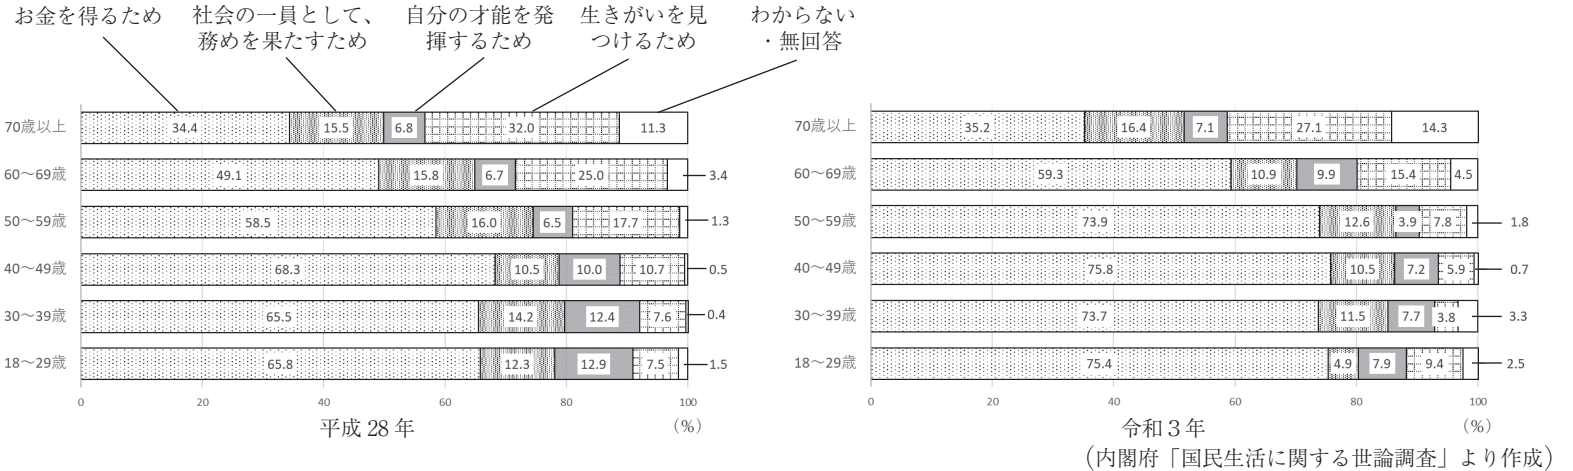 お金を得るため
社会の一員として、
務めを果たすため
自分の才能を発
揮するため
生きがいを見
つけるため
わからない
・無回答
70歳以上 34.4 15.5 6.8 32.0 11.3
60～69歳 49.1 15.8 6.7 25.0 3.4
50～59歳 58.5 16.0 6.5 17.7 1.3
40～49歳 68.3 10.5 10.0 10.7 0.5
30～39歳 65.5 14.2 12.4 7.6 0.4
18～29歳 65.8 12.3 12.9 7.5 1.5
0 20 40 60 80 100
平成 28 年 (%)
70歳以上 35.2 16.4 7.1 27.1 14.3
60～69歳 59.3 10.9 9.9 15.4 4.5
50～59歳 73.9 12.6 3.9 7.8 1.8
40～49歳 75.8 10.5 7.2 5.9 0.7
30～39歳 73.7 11.5 7.7 3.8 3.3
18～29歳 75.4 4.9 7.9 9.4 2.5
0 20 40 60 80 100
令和３年 (%)
（内閣府「国民生活に関する世論調査」より作成）